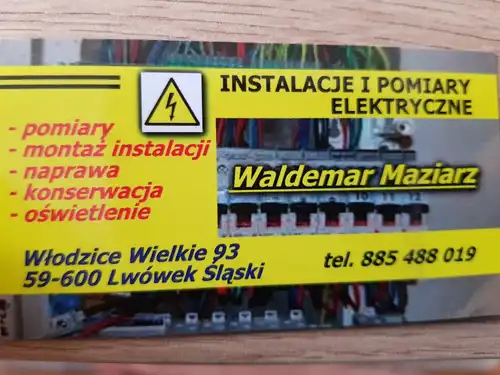 INSTALACJE I POMIARY
ELEKTRYCZNE
- pomiary
- montaż instalacji
- naprawa
- konserwacja
- oświetlenie
Waldemar Maziarz
Włodzice Wielkie 93
59-600 Lwówek Śląski
tel. 885 488 019